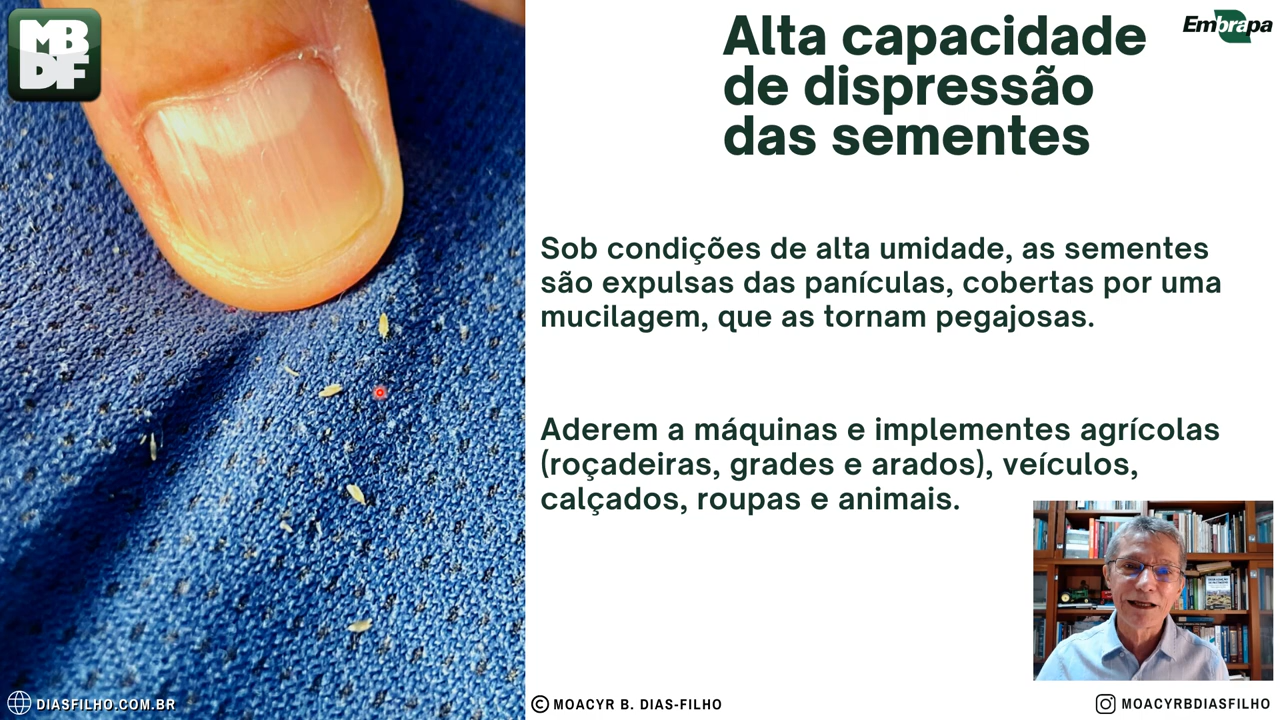 MB
DF
Alta capacidade
de dispressão
das sementes
Embrapa
Sob condições de alta umidade, as sementes
são expulsas das panículas, cobertas por uma
mucilagem, que as tornam pegajosas.
Aderem a máquinas e implementes agrícolas
(roçadeiras, grades e arados), veículos,
calçados, roupas e animais.
DIASFILHO.COM.BR
© MOACYR B. DIAS-FILHO
MOACYRBDIASFILHO